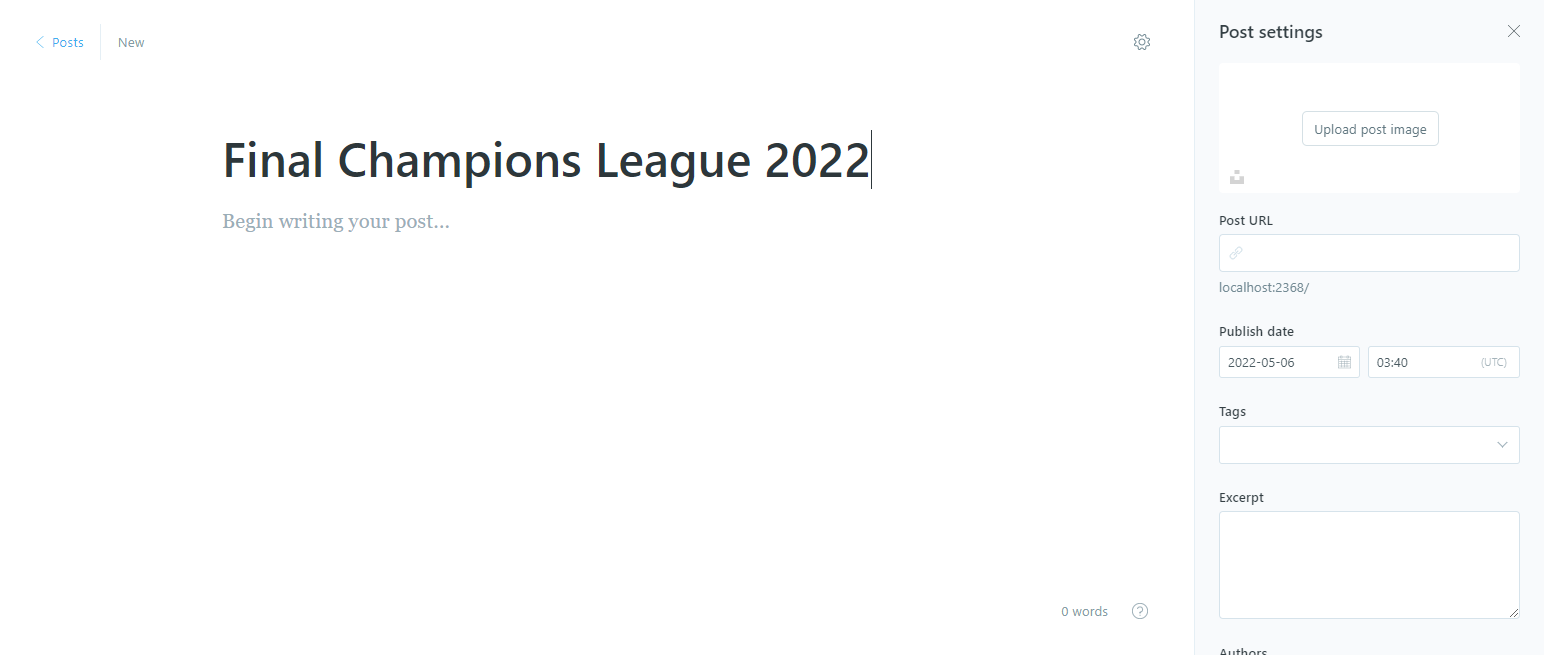 Posts
New
Final Champions League 2022
Begin writing your post...
0 words
?
Post settings
Upload post image
Post URL
localhost:2368/
Publish date
2022-05-06
03:40 (UTC)
Tags
Excerpt
Authors